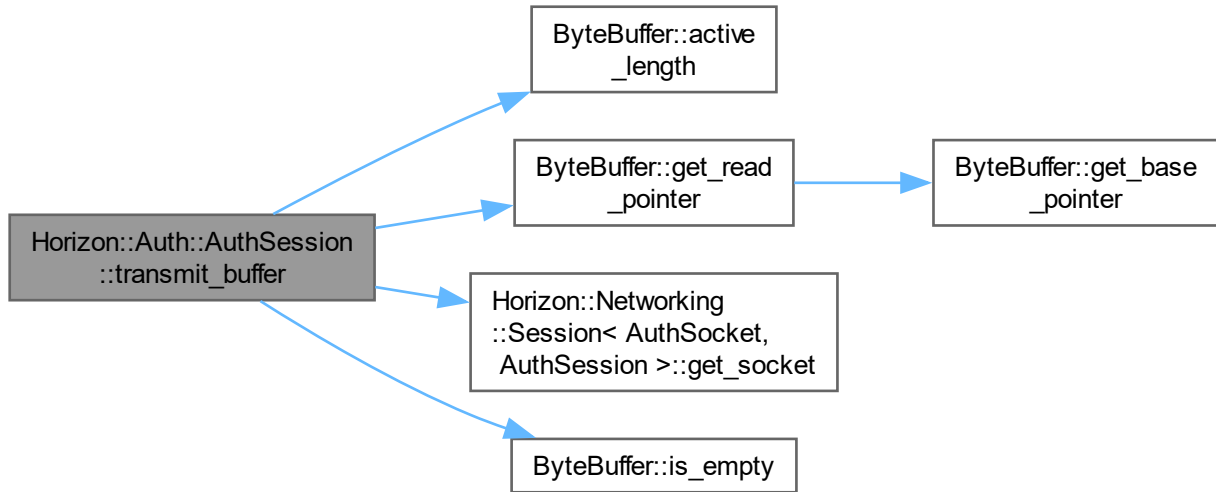 ByteBuffer::active
_length
ByteBuffer::get_read
_pointer
ByteBuffer::get_base
_pointer
Horizon::Auth::AuthSession
::transmit_buffer
Horizon::Networking
::Session< AuthSocket,
AuthSession >::get_socket
ByteBuffer::is_empty